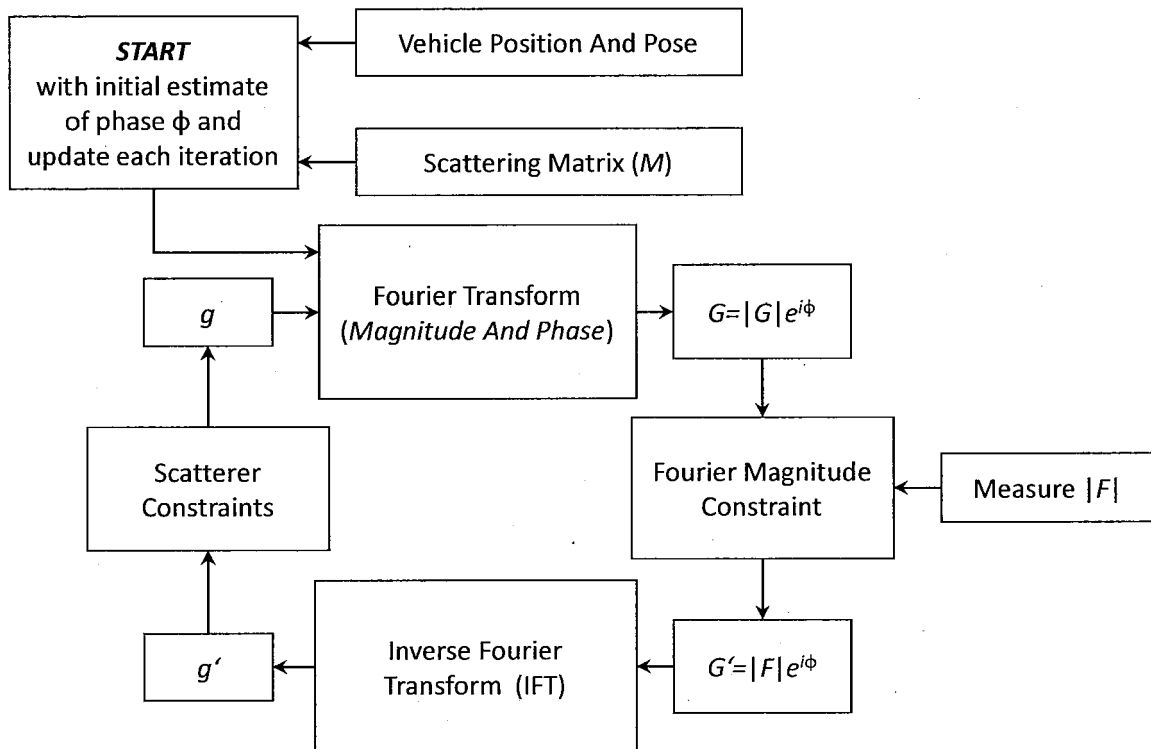 START
with initial estimate
of phase ϕ and
update each iteration
Vehicle Position And Pose
Scattering Matrix (M)
g
Fourier Transform
(Magnitude And Phase)
G=|G|e^{iϕ}
Scatterer
Constraints
Fourier Magnitude
Constraint
Measure |F|
g‘
Inverse Fourier
Transform (IFT)
G‘=|F|e^{iϕ}